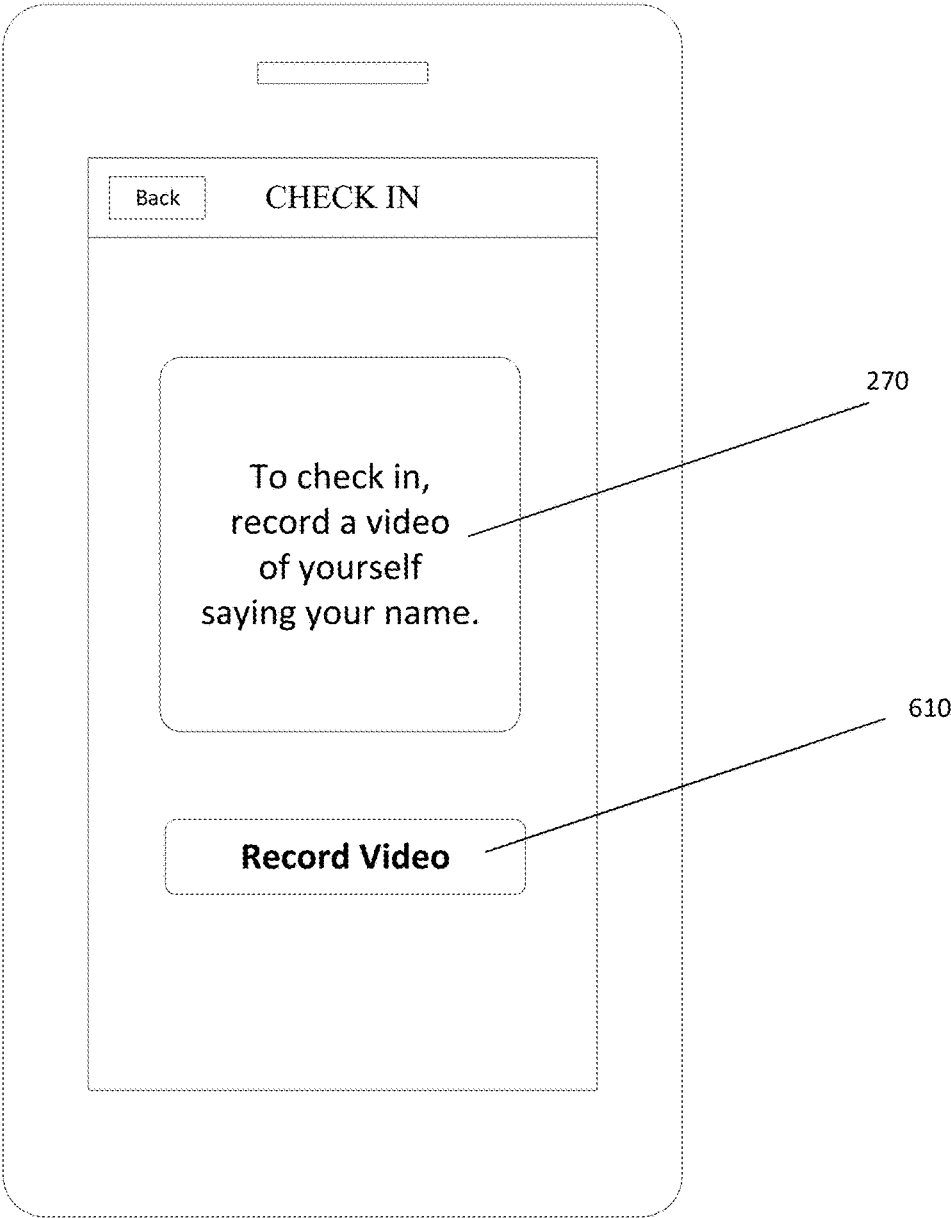 Back
CHECK IN
270
To check in,
record a video
of yourself
saying your name.
610
Record Video